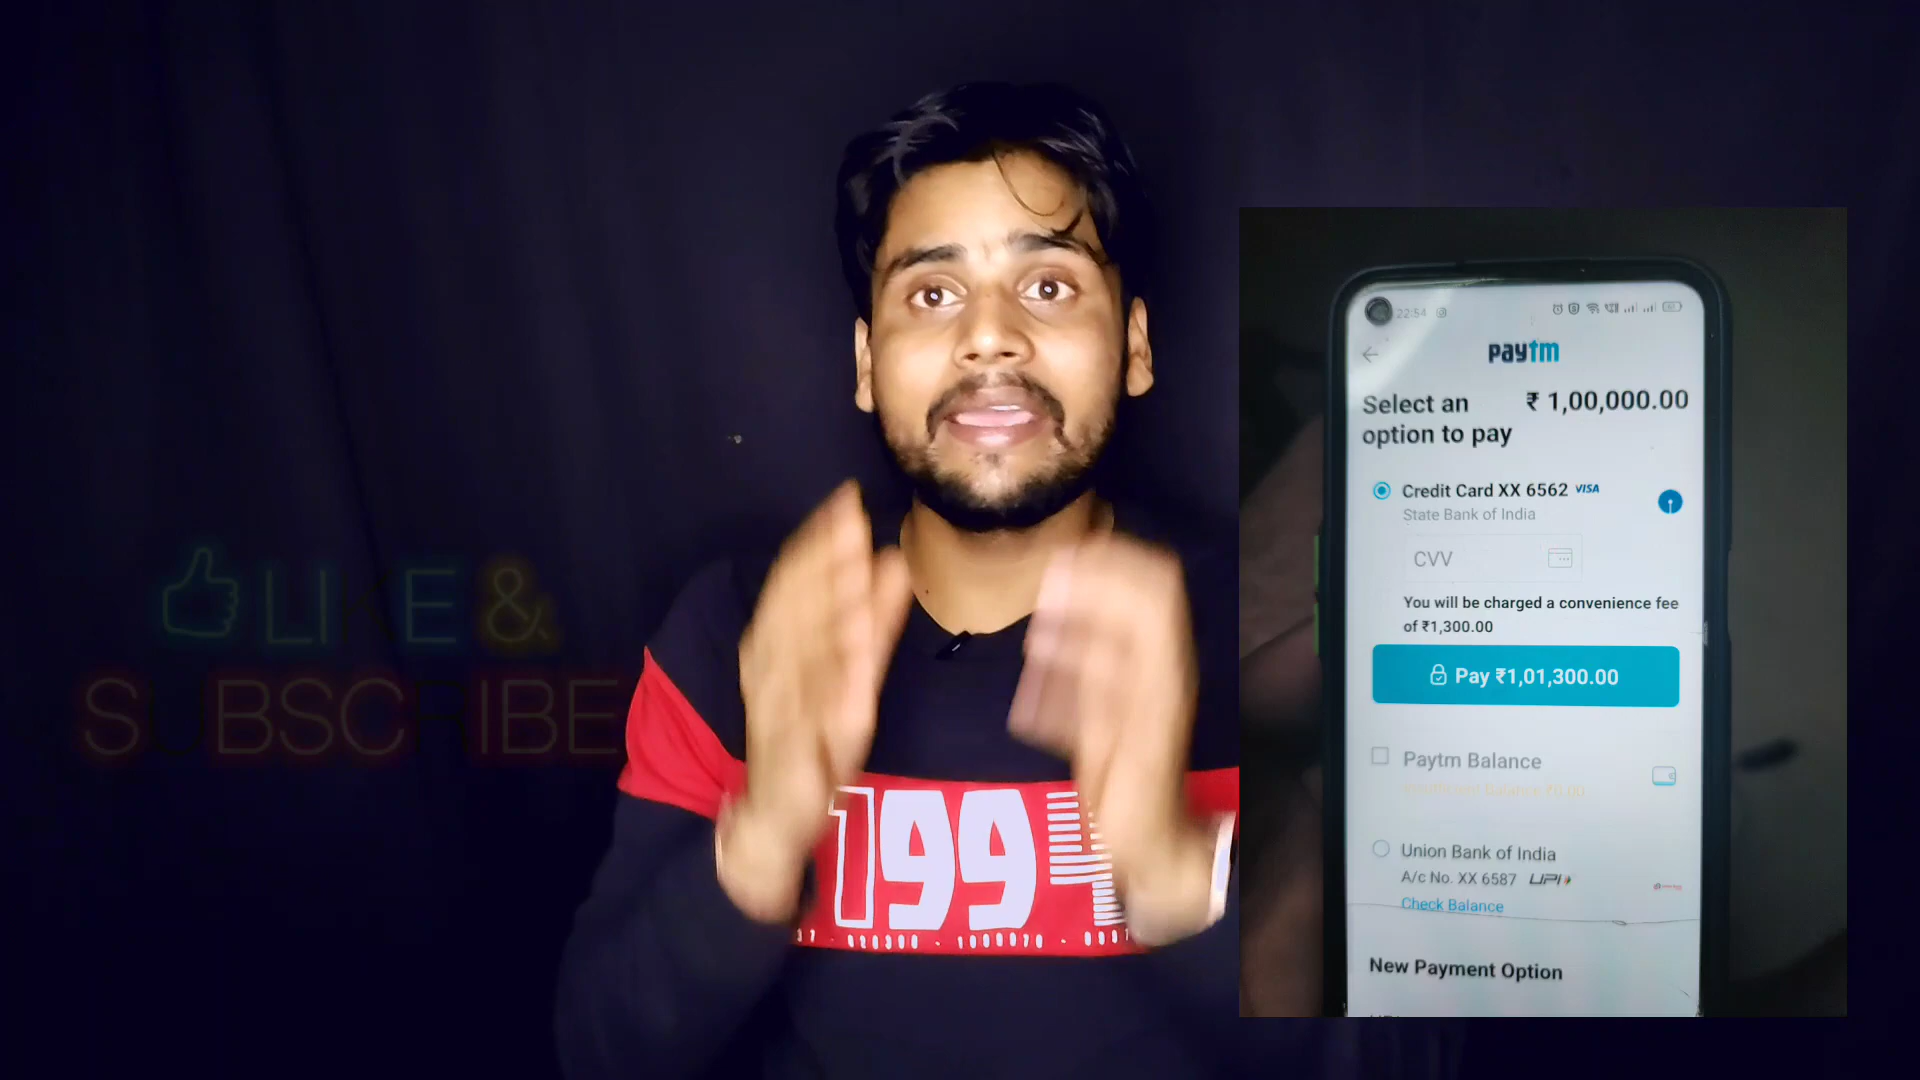 LIKE &
SUBSCRIBE
199
22:54
paytm
Select an option to pay
₹ 1,00,000.00
Credit Card XX 6562 VISA
State Bank of India
CVV
You will be charged a convenience fee
of ₹1,300.00
Pay ₹1,01,300.00
Paytm Balance
Union Bank of India
A/c No. XX 6587 UPI
Check Balance
New Payment Option